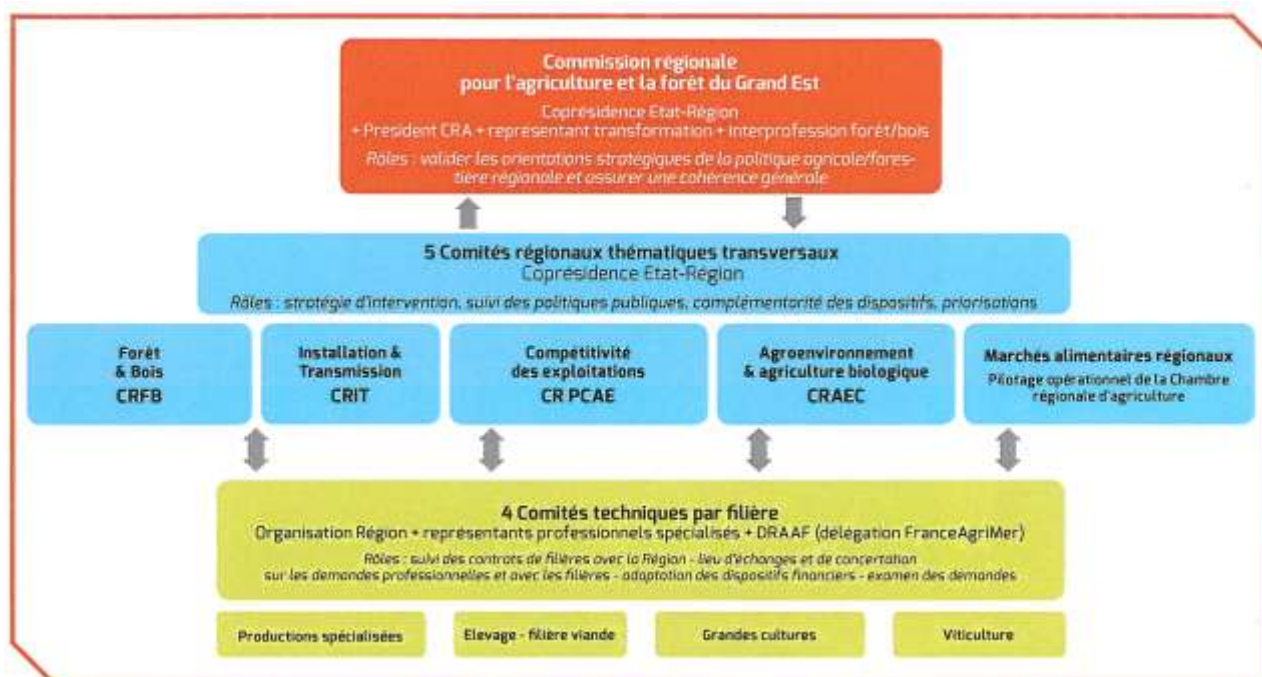 Commission régionale
pour l'agriculture et la forêt du Grand Est
Coprésidence Etat-Région
+ President CRA + représentant transformation + Interprofession forêt/bois
Rôles : valider les orientations stratégiques de la politique agricole/fores-
tière régionale et assurer une cohérence générale
5 Comités régionaux thématiques transversaux
Coprésidence Etat-Région
Rôles : stratégie d'intervention, suivi des politiques publiques, complémentarité des dispositifs, priorisations
Forêt
& Bois
CRFB
Installation &
Transmission
CRIT
Compétitivité
des exploitations
CR PCAE
Agroenvironnement
& agriculture biologique
CRAEC
Marchés alimentaires régionaux
Pilotage opérationnel de la Chambre
régionale d'agriculture
4 Comités techniques par filière
Organisation Région + représentants professionnels spécialisés + DRAAF (délégation FranceAgriMer)
Rôles : suivi des contrats de filières avec la Région - lieu d'échanges et de concertation
sur les demandes professionnelles et avec les filières - adaptation des dispositifs financiers - examen des demandes
Productions spécialisées
Elevage - filière viande
Grandes cultures
Viticulture